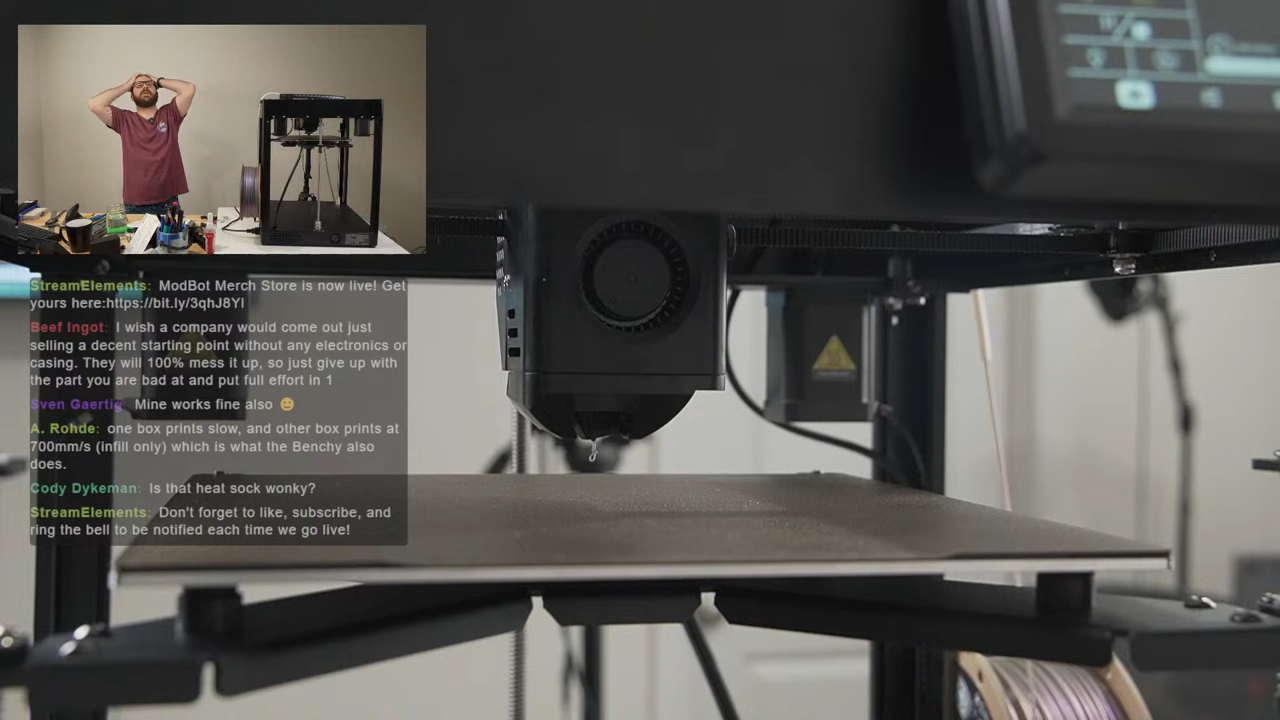 StreamElements: ModBot Merch Store is now live! Get
yours here:https://bit.ly/3qhJ8Yl
Beef Ingot: I wish a company would come out just
selling a decent starting point without any electronics or
casing. They will 100% mess it up, so just give up with
the part you are bad at and put full effort in 1
Sven Gaertig: Mine works fine also
A. Rohde: one box prints slow, and other box prints at
700mm/s (infill only) which is what the Benchy also
does.
Cody Dykeman: Is that heat sock wonky?
StreamElements: Don't forget to like, subscribe, and
ring the bell to be notified each time we go live!